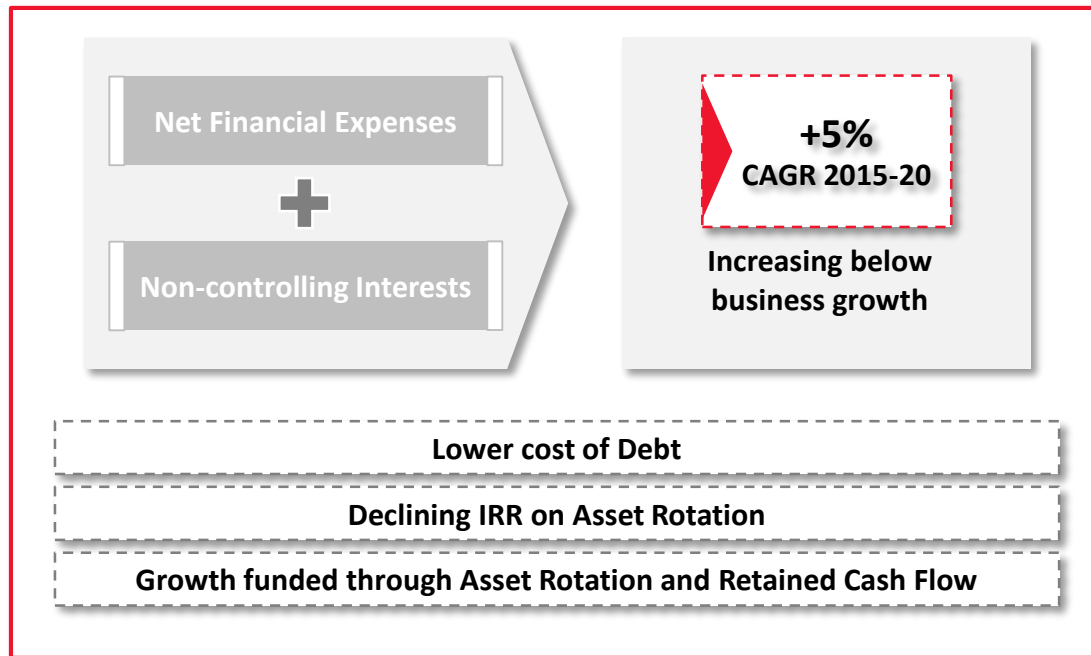 Net Financial Expenses
Non-controlling Interests
+5%
CAGR 2015-20
Increasing below
business growth
Lower cost of Debt
Declining IRR on Asset Rotation
Growth funded through Asset Rotation and Retained Cash Flow